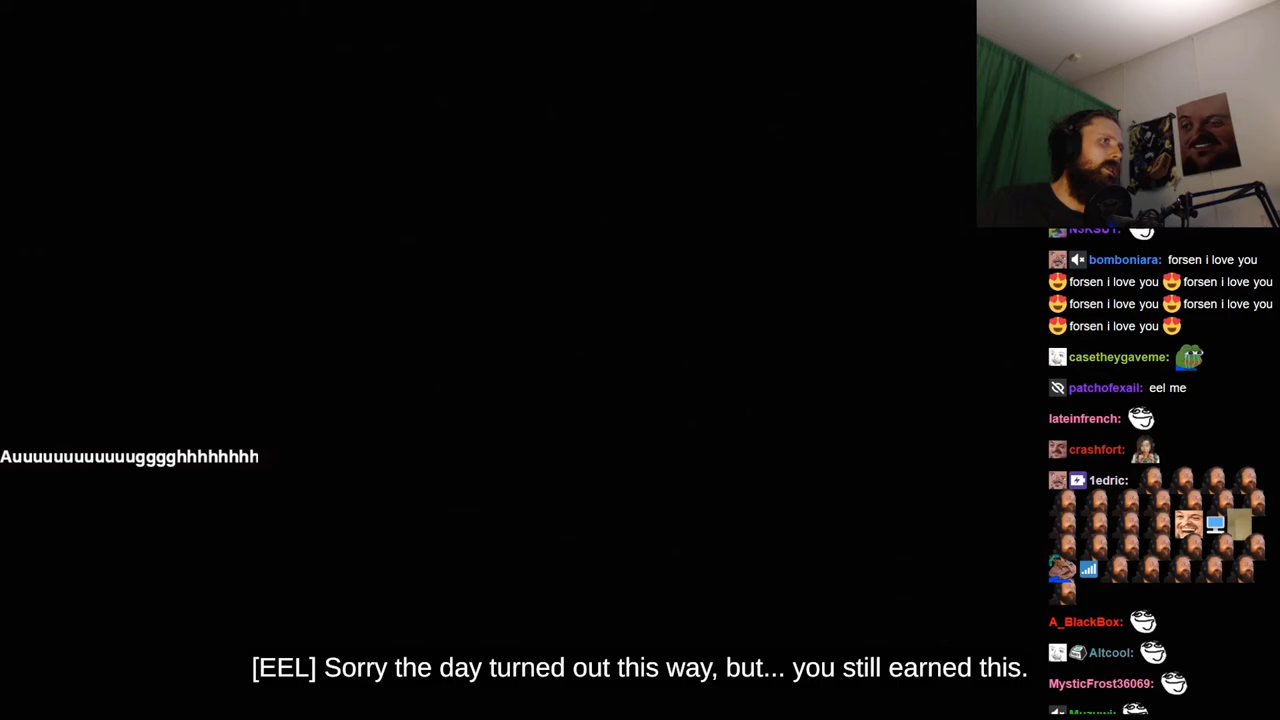 bomboniara: forsen i love you
forsen i love you forsen i love you
forsen i love you forsen i love you
forsen i love you
casetheygaveme:
patchofexail: eel me
lateinfrench:
crashfort:
Auuuuuuuuuuuugggghhhhhhhh
1edric:
A_BlackBox:
[EEL] Sorry the day turned out this way, but... you still earned this.
Altcool:
MysticFrost36069: